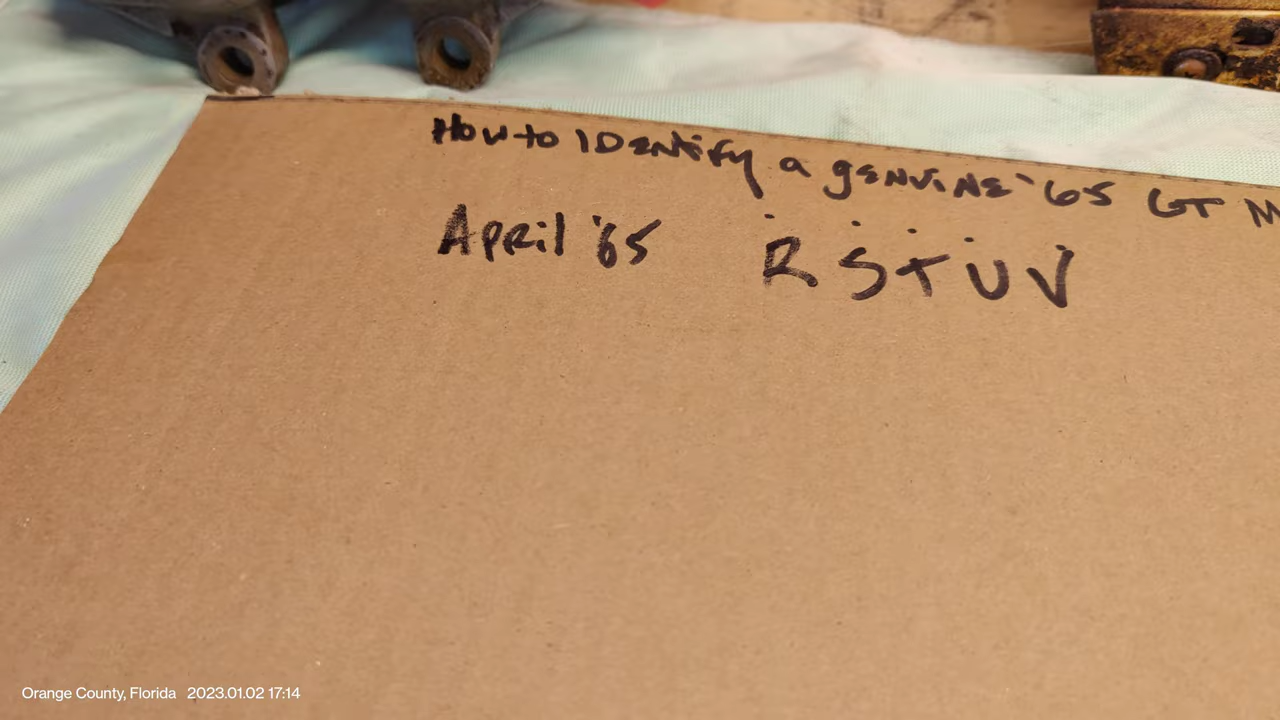 How to IDentify a genuine '65 GT M
April '65 R S T U V
Orange County, Florida 2023.01.02 17:14